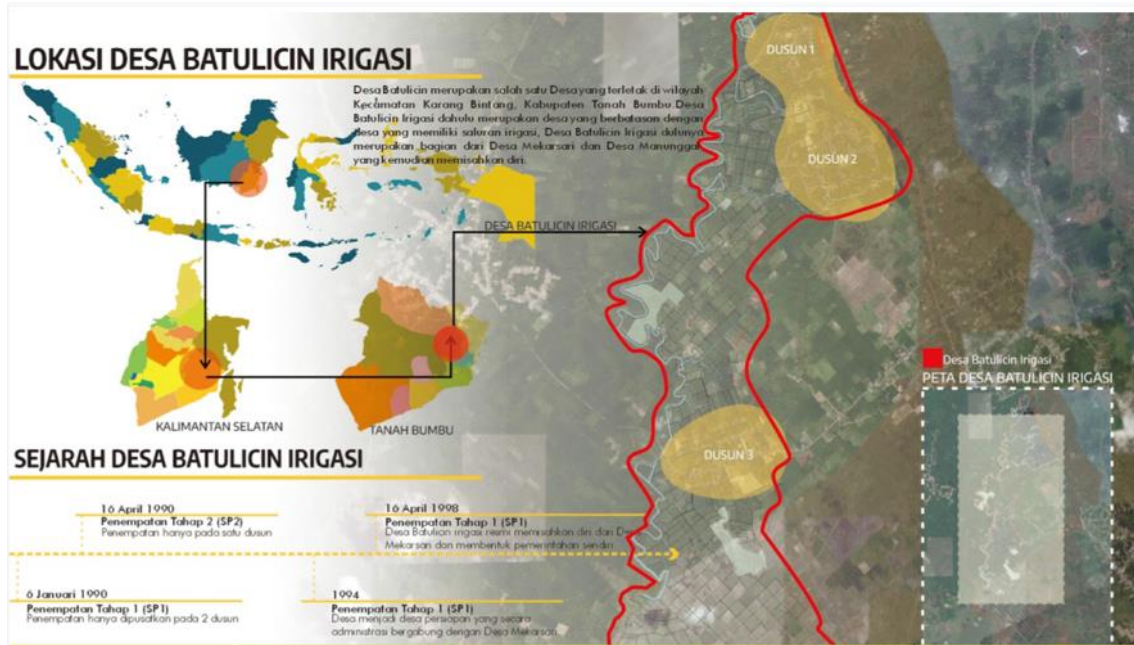 LOKASI DESA BATULICIN IRIGASI
Desa Batulicin merupakan salah satu Desa yang terletak di wilayah
Kecamatan Karang Bintang, Kabupaten Tanah Bumbu. Desa
Batulicin Irigasi dahulu merupakan desa yang berbatasan dengan
desa yang memiliki saluran irigasi, Desa Batulicin Irigasi dulunya
merupakan bagian dari Desa Mekarsari dan Desa Manunggal
yang kemudian memisahkan diri.
DESA BATULICIN IRIGASI
KALIMANTAN SELATAN
TANAH BUMBU
DUSUN 1
DUSUN 2
DUSUN 3
Desa Batulicin Irigasi
PETA DESA BATULICIN IRIGASI
SEJARAH DESA BATULICIN IRIGASI
16 April 1990
Penempatan Tahap 2 (SP2)
Penempatan hanya pada satu dusun
16 April 1998
Penempatan Tahap 1 (SP1)
Desa Batulicin irigasi resmi memisahkan diri dari De
Mekarsari dan membentuk pemerintahan sendiri
6 Januari 1990
Penempatan Tahap 1 (SP1)
Penempatan hanya dipusatkan pada 2 dusun
1994
Penempatan Tahap 1 (SP1)
Desa menjadi desa persiapan yang secara
administrasi bergabung dengan Desa Mekarsari